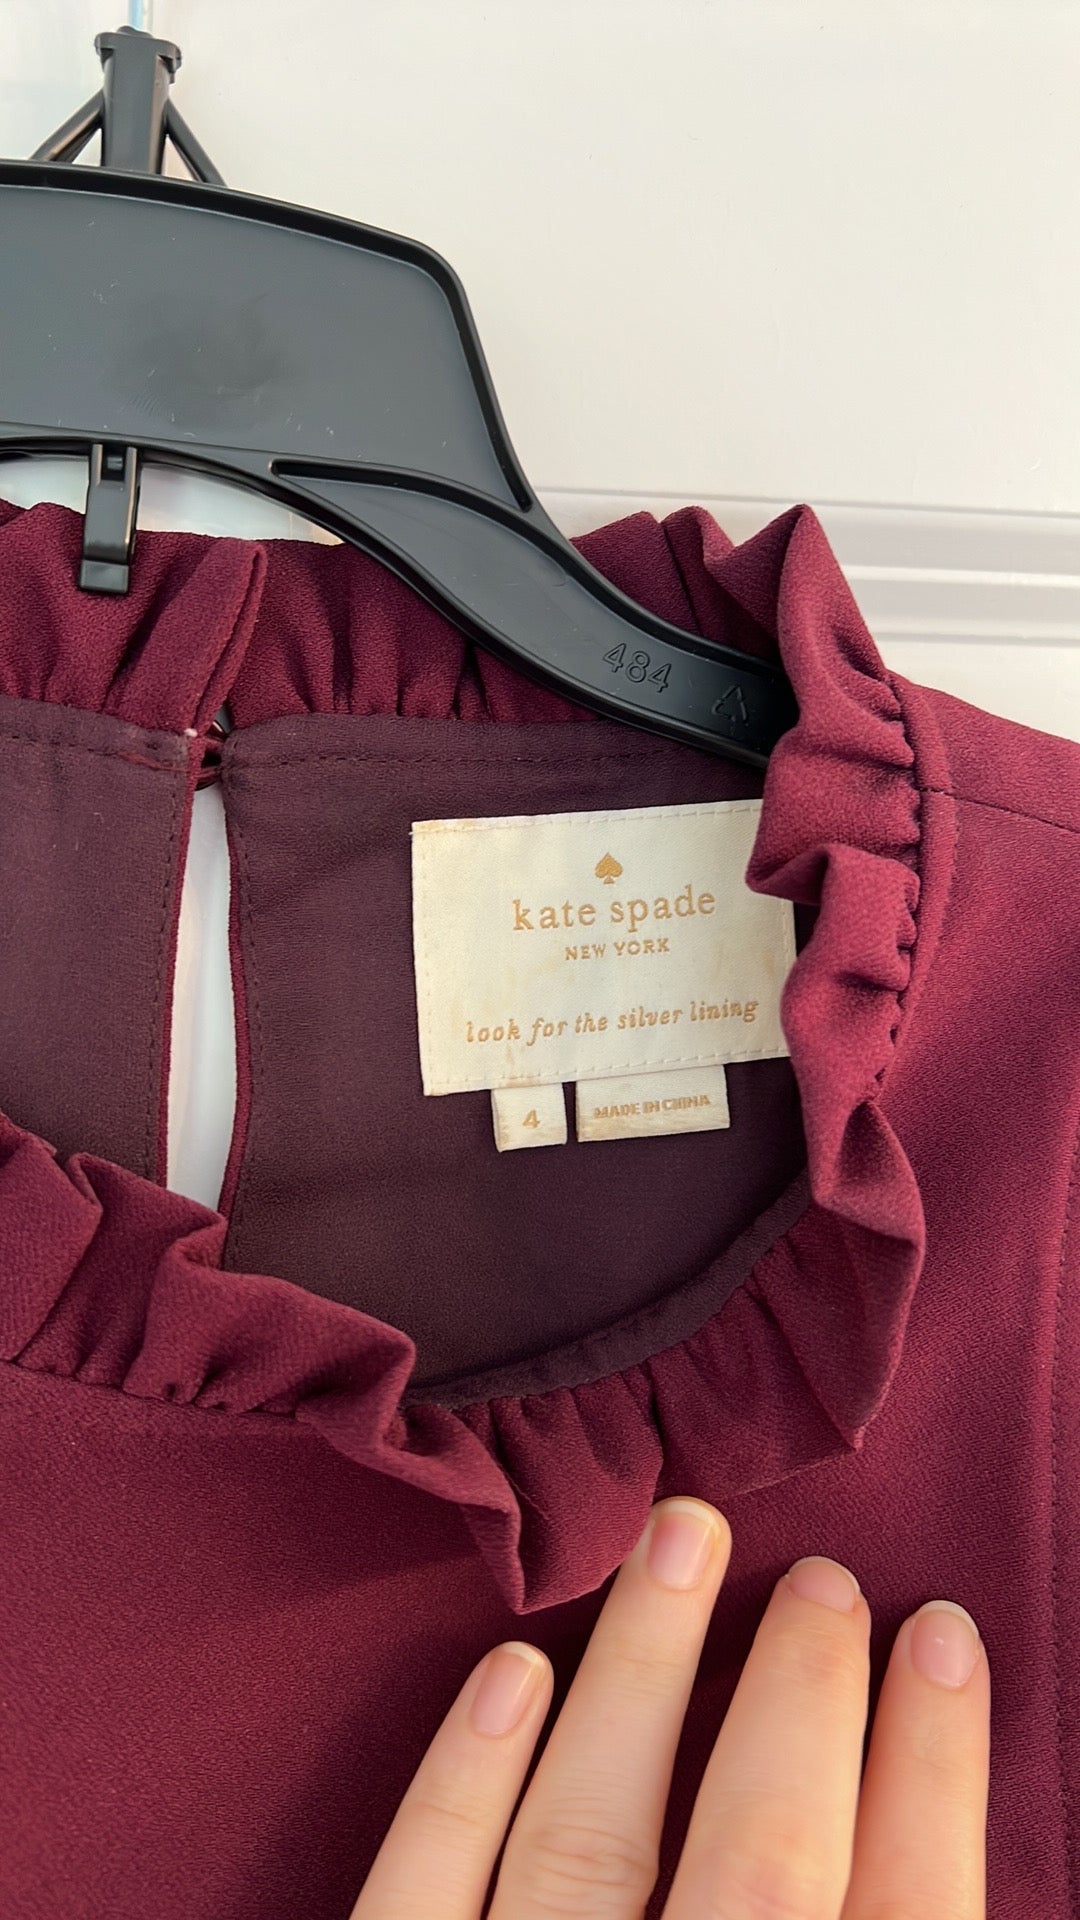 484
kate spade
NEW YORK
look for the silver lining
4
MADE IN CHINA